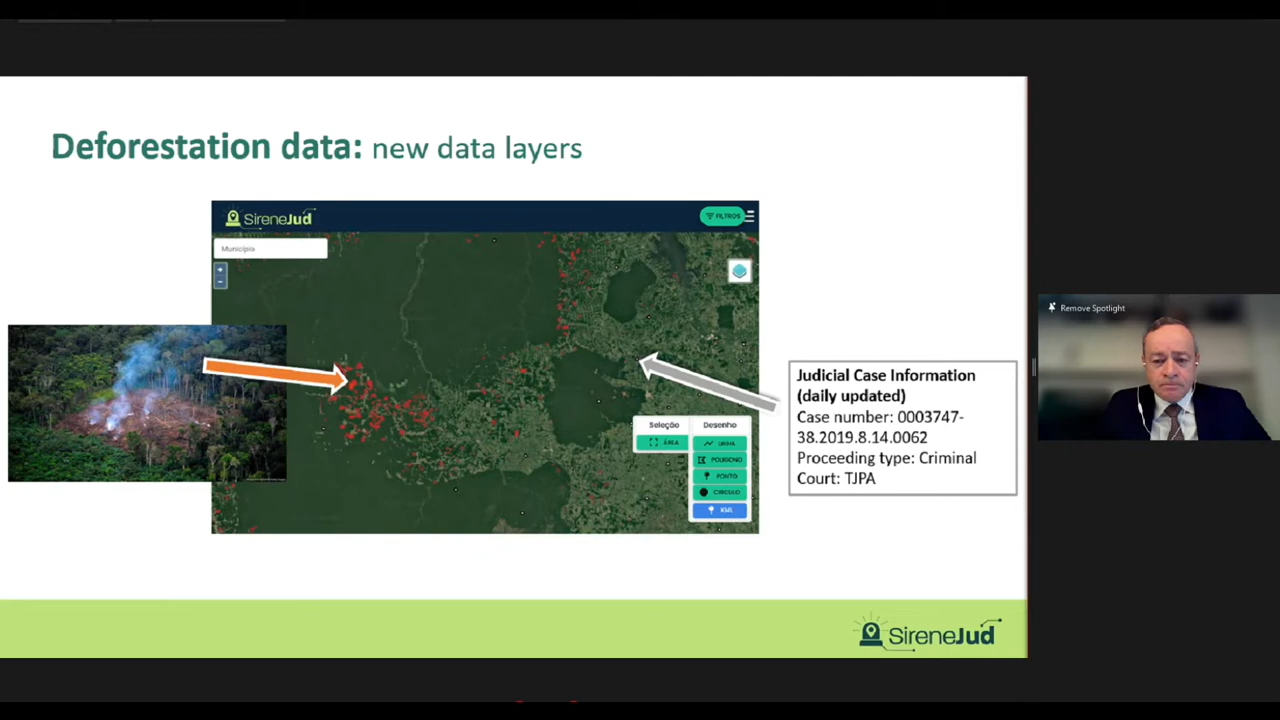 Deforestation data: new data layers
SireneJud
FILTROS
Município
Remove Spotlight
Judicial Case Information
(daily updated)
Case number: 0003747-
38.2019.8.14.0062
Proceeding type: Criminal
Court: TJPA
Seleção
Desenho
ÁREA
LINHA
POLÍGONO
PONTO
CÍRCULO
KML
SireneJud